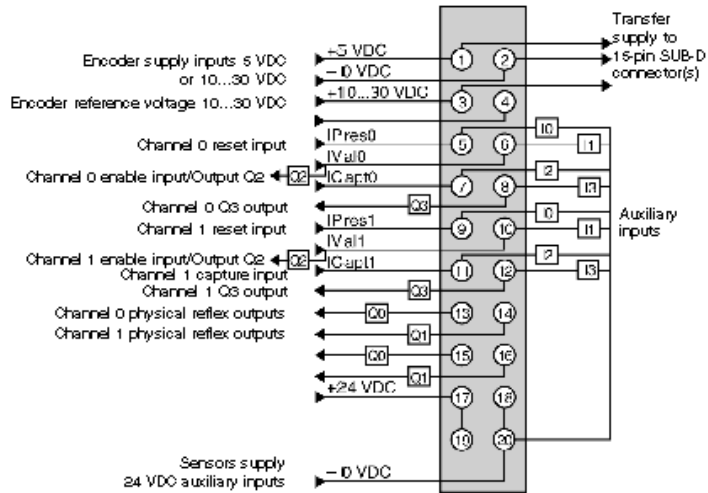 Transfer
supply to
15-pin SUB-D
connector(s)
Encoder supply inputs 5 VDC
or 10...30 VDC
+5 VDC
1
2
–0 VDC
Encoder reference voltage 10...30 VDC
+10...30 VDC
3
4
Channel 0 reset input
IPres0
5
6
I0
I1
IVal0
Channel 0 enable input/Output Q2
Q2
ICapt0
7
8
I2
I3
Channel 0 Q3 output
Q3
Channel 1 reset input
IPres1
9
10
I0
I1
Auxiliary
inputs
IVal1
Channel 1 enable input/Output Q2
Q2
Channel 1 capture input
ICapt1
11
12
I2
I3
Channel 1 Q3 output
Q3
Channel 0 physical reflex outputs
Q0
13
14
Channel 1 physical reflex outputs
Q1
Q0
15
16
Q1
+24 VDC
17
18
19
20
Sensors supply
24 VDC auxiliary inputs
–0 VDC